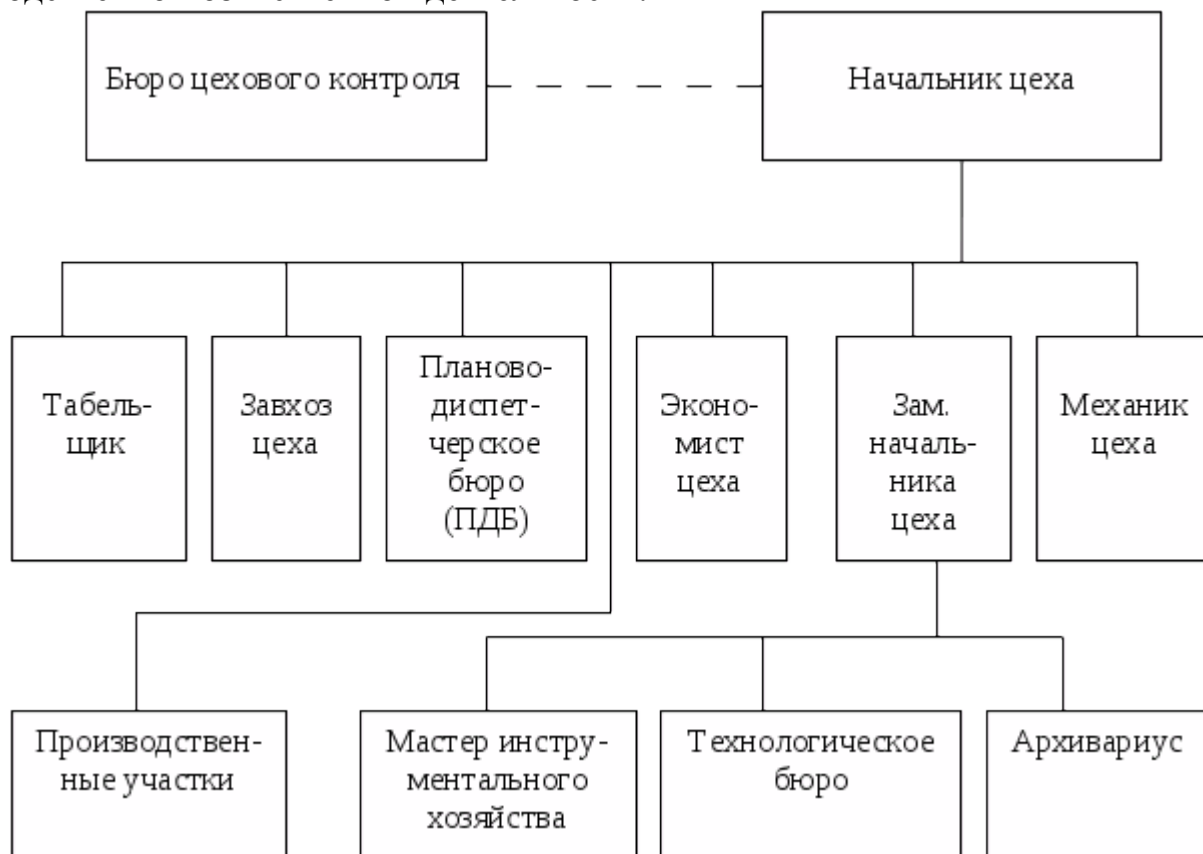 Бюро цехового контроля
Начальник цеха
Табель-
щик
Завхоз
цеха
Планово-
диспет-
черское
бюро
(ПДБ)
Эконо-
мист
цеха
Зам.
началь-
ника
цеха
Механик
цеха
Производствен-
ные участки
Мастер инстру-
ментального
хозяйства
Технологическое
бюро
Архивариус